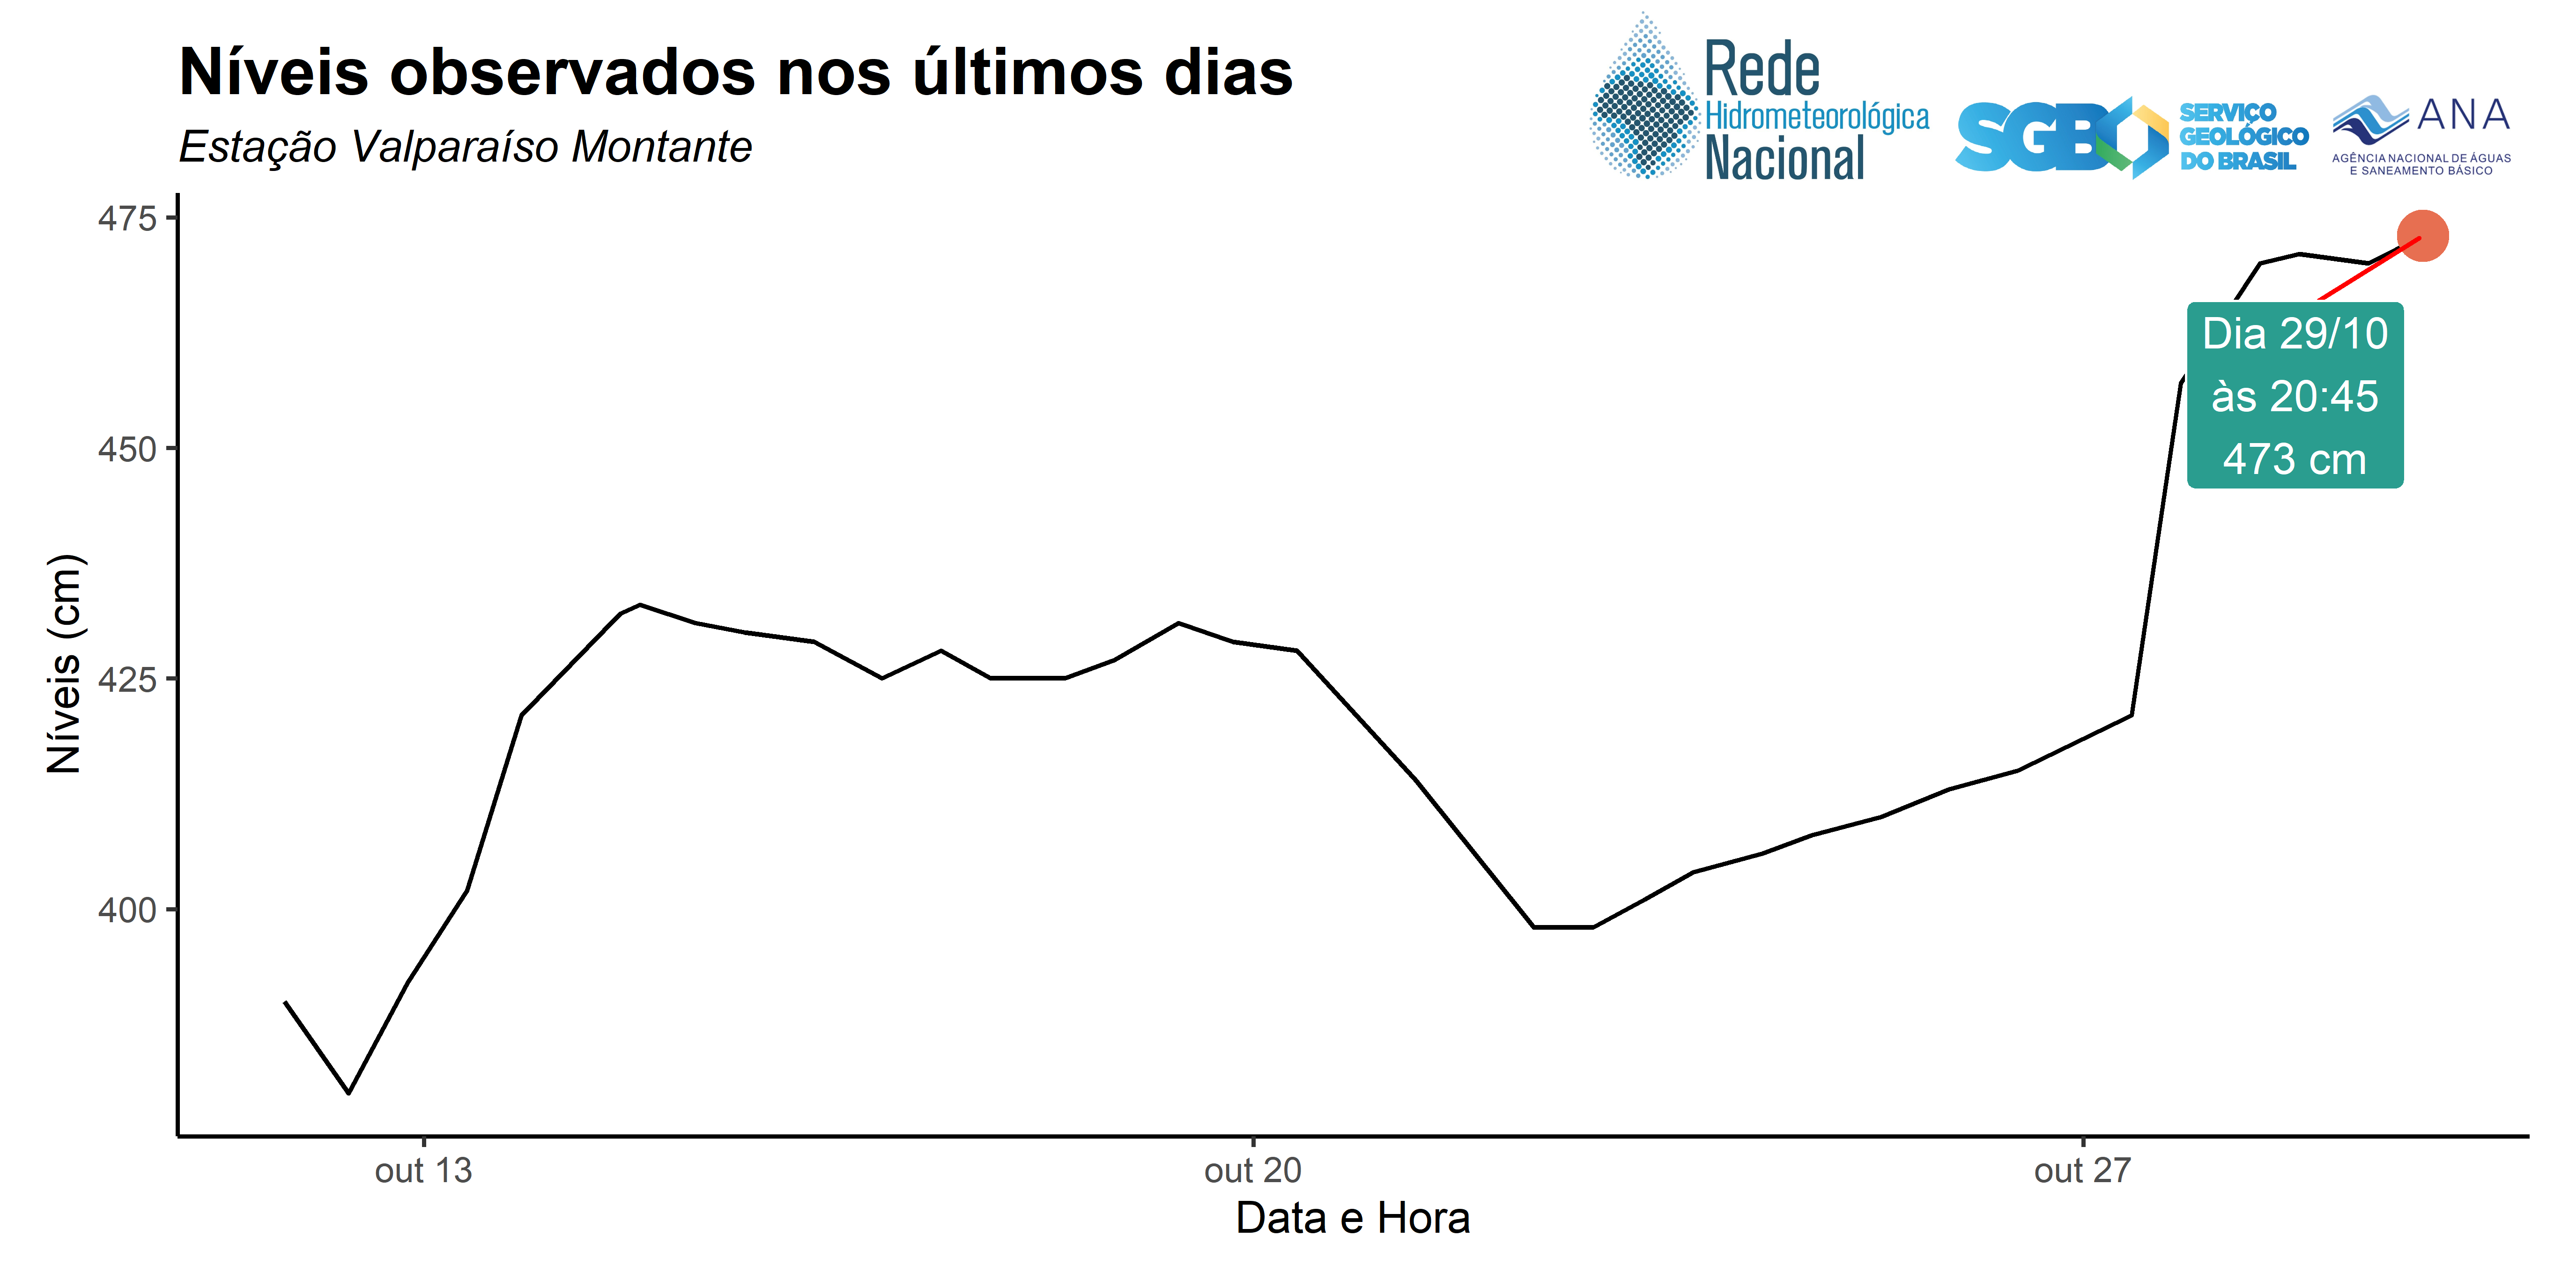 Níveis observados nos últimos dias
Estação Valparaíso Montante
Rede
Hidrometeorológica
Nacional
SGB
SERVIÇO
GEOLÓGICO
DO BRASIL
ANA
AGÊNCIA NACIONAL DE ÁGUAS
E SANEAMENTO BÁSICO
475
450
425
400
Níveis (cm)
Dia 29/10
às 20:45
473 cm
out 13
out 20
out 27
Data e Hora